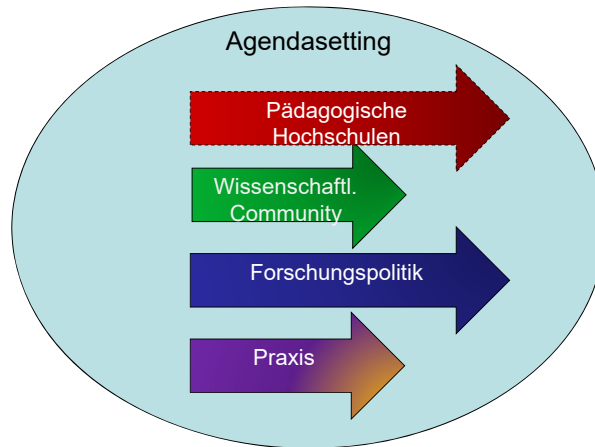 Agendasetting
Pädagogische
Hochschulen
Wissenschaftl.
Community
Forschungspolitik
Praxis